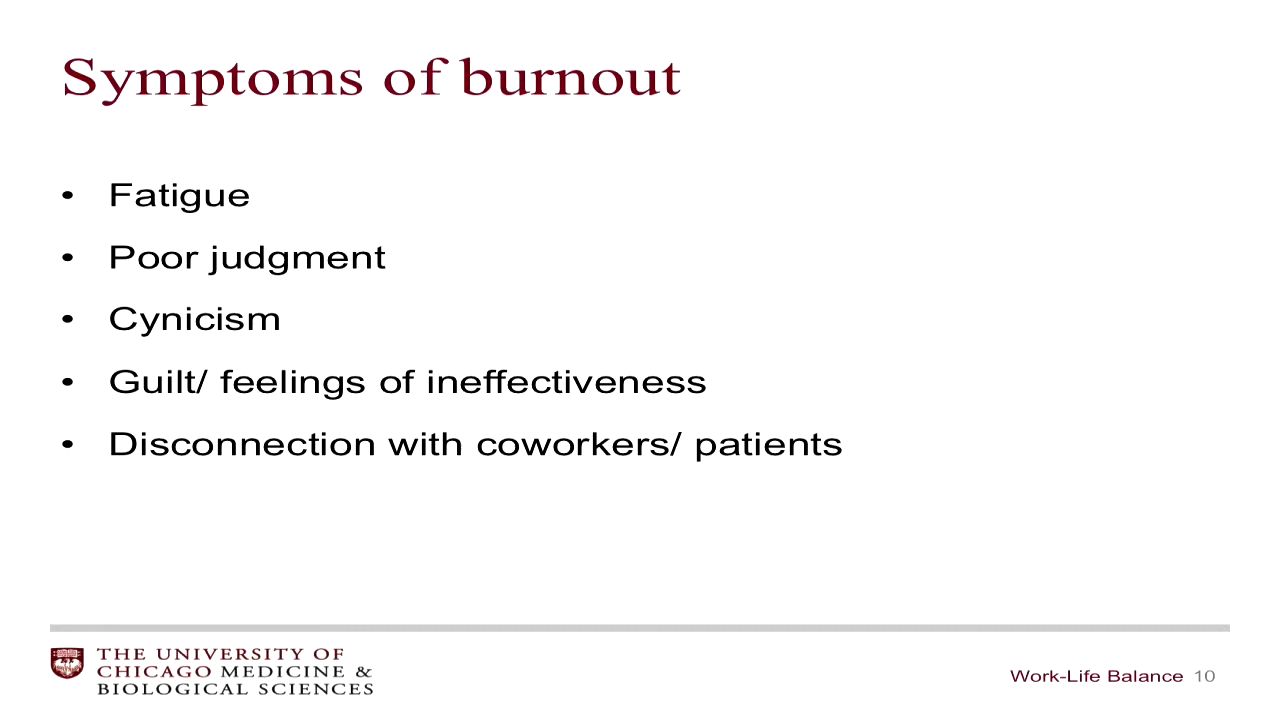 Symptoms of burnout
• Fatigue
• Poor judgment
• Cynicism
• Guilt/ feelings of ineffectiveness
• Disconnection with coworkers/ patients
THE UNIVERSITY OF
CHICAGO MEDICINE &
BIOLOGICAL SCIENCES
Work-Life Balance 10